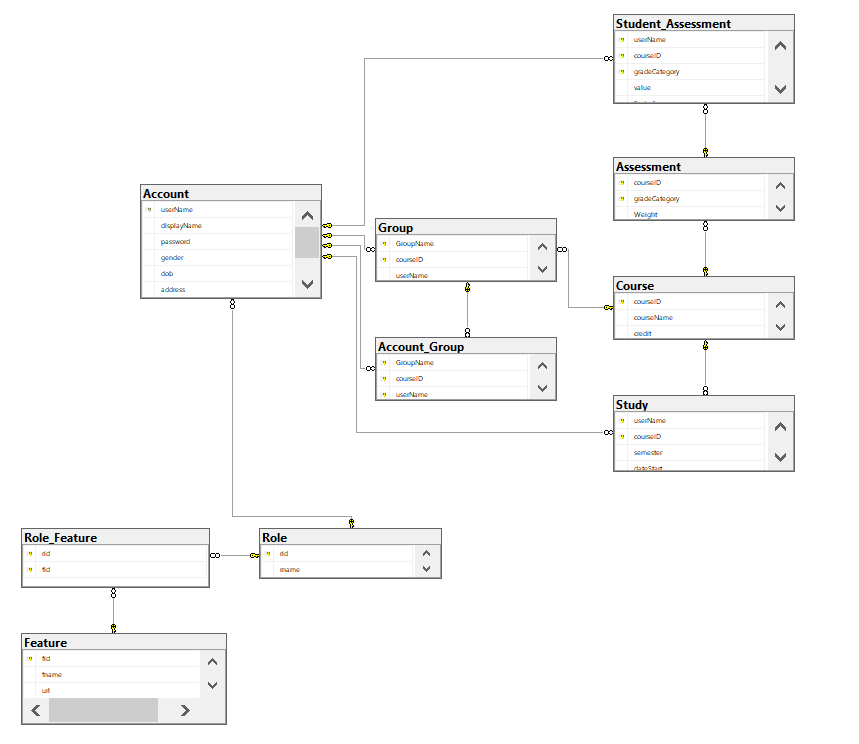 Student_Assessment
userName
courseID
gradeCategory
value
Assessment
courseID
gradeCategory
Weight
Account
userName
displayName
password
gender
dob
address
Group
GroupName
courseID
userName
Course
courseID
courseName
credit
Account_Group
GroupName
courseID
userName
Study
userName
courseID
semester
dateStart
Role_Feature
rid
fid
Role
rid
rname
Feature
fid
fname
url